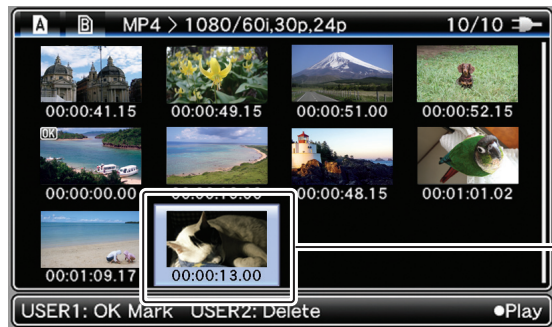 A B MP4 > 1080/60i,30p,24p 10/10
00:00:41.15 00:00:49.15 00:00:51.00 00:00:52.15
OK
00:00:00.00 00:00:48.15 00:01:01.02
00:01:09.17 00:00:13.00
USER1: OK Mark USER2: Delete ●Play